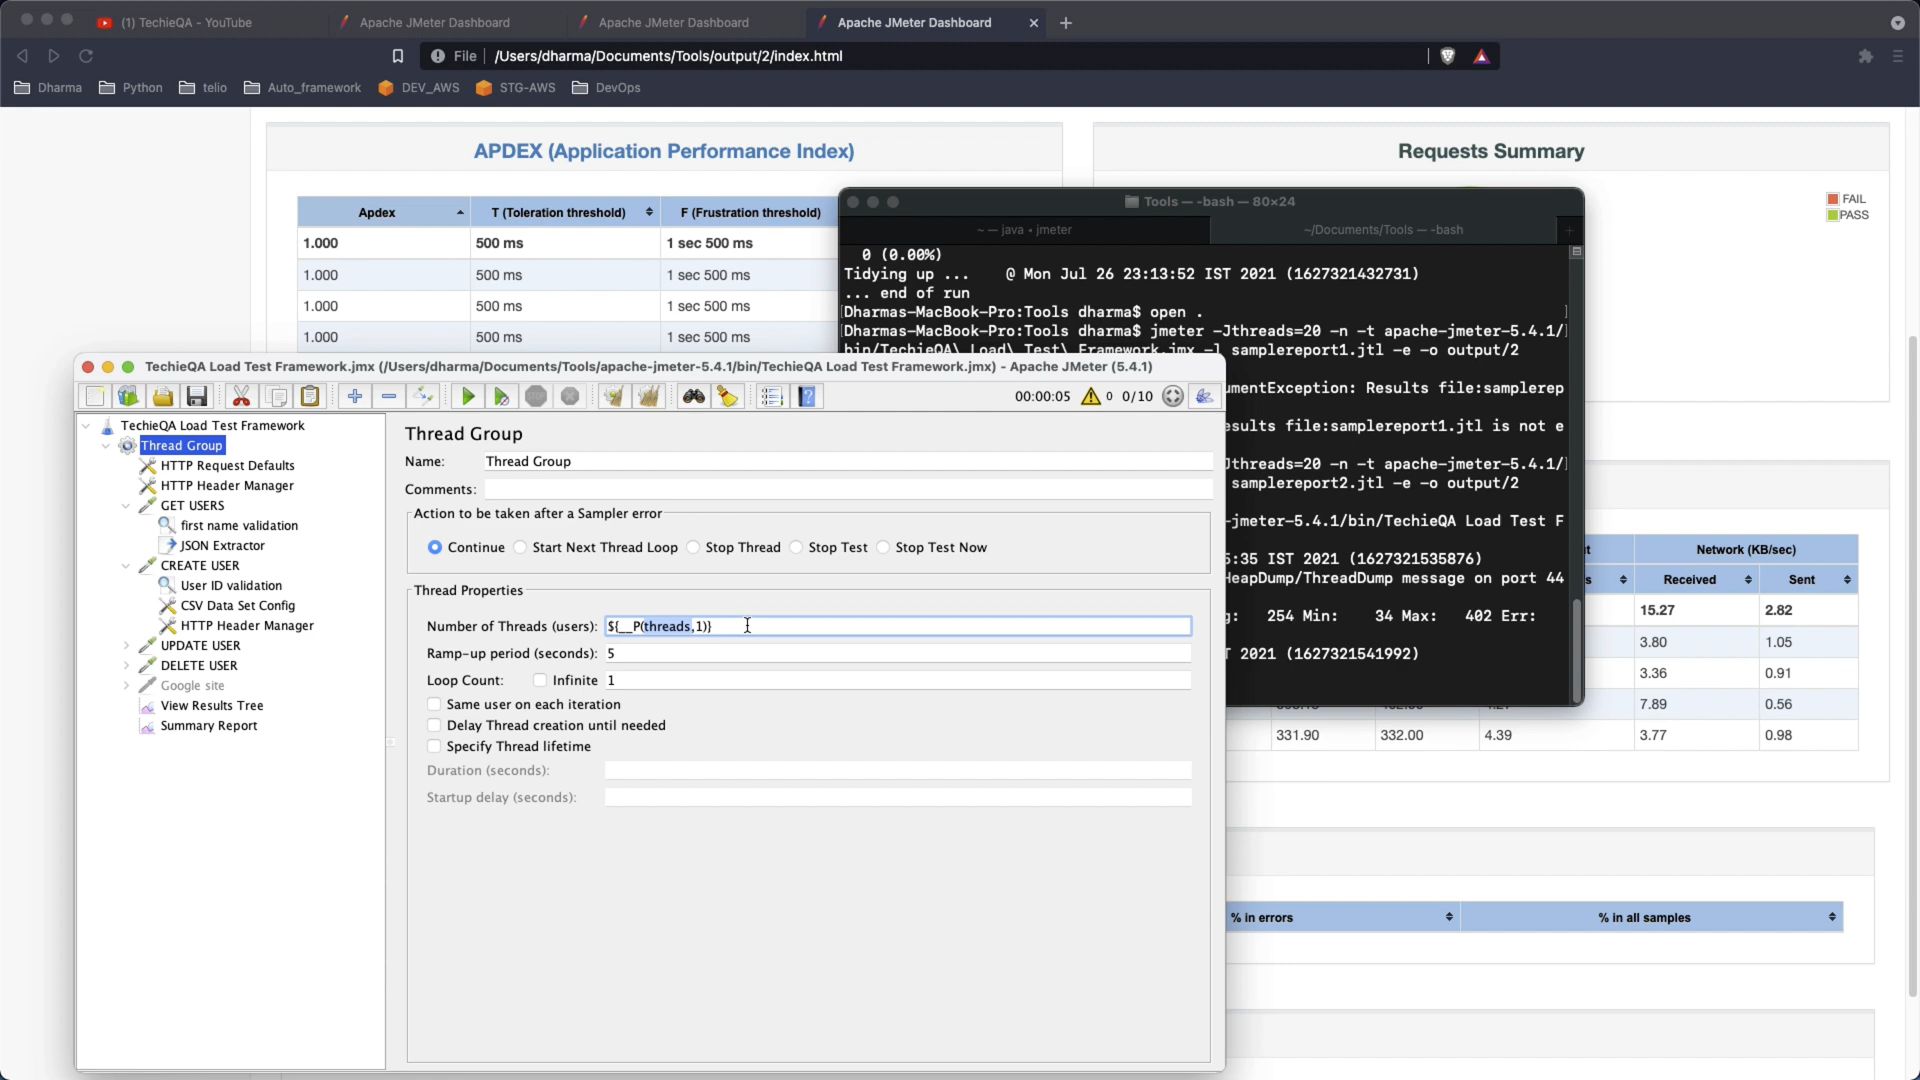 (1) TechieQA - YouTube
Apache JMeter Dashboard
Apache JMeter Dashboard
Apache JMeter Dashboard
File
/Users/dharma/Documents/Tools/output/2/index.html
Dharma
Python
telio
Auto_framework
DEV_AWS
STG-AWS
DevOps
APDEX (Application Performance Index)
Apdex T (Toleration threshold) F (Frustration threshold)
1.000 500 ms 1 sec 500 ms
1.000 500 ms 1 sec 500 ms
1.000 500 ms 1 sec 500 ms
1.000 500 ms 1 sec 500 ms
Requests Summary
FAIL
PASS
Tools — -bash — 80×24
~ — java • jmeter
~/Documents/Tools — -bash
0 (0.00%)
Tidying up ... @ Mon Jul 26 23:13:52 IST 2021 (1627321432731)
... end of run
[Dharmas-MacBook-Pro:Tools dharma$ open . ]
[Dharmas-MacBook-Pro:Tools dharma$ jmeter -Jthreads=20 -n -t apache-jmeter-5.4.1/]
bin/TechieQA\ Load\ Test\ Framework.jmx -l samplereport1.jtl -e -o output/2
umentException: Results file:samplerep
esults file:samplereport1.jtl is not e
Jthreads=20 -n -t apache-jmeter-5.4.1/]
samplereport2.jtl -e -o output/2
-jmeter-5.4.1/bin/TechieQA Load Test F
5:35 IST 2021 (1627321535876)
HeapDump/ThreadDump message on port 44
g: 254 Min: 34 Max: 402 Err:
T 2021 (1627321541992)
TechieQA Load Test Framework.jmx (/Users/dharma/Documents/Tools/apache-jmeter-5.4.1/bin/TechieQA Load Test Framework.jmx) - Apache JMeter (5.4.1)
00:00:05
0
0/10
TechieQA Load Test Framework
Thread Group
HTTP Request Defaults
HTTP Header Manager
GET USERS
first name validation
JSON Extractor
CREATE USER
User ID validation
CSV Data Set Config
HTTP Header Manager
UPDATE USER
DELETE USER
Google site
View Results Tree
Summary Report
Thread Group
Name: Thread Group
Comments:
Action to be taken after a Sampler error
Continue Start Next Thread Loop Stop Thread Stop Test Stop Test Now
Thread Properties
Number of Threads (users): ${__P(threads,1)}
Ramp-up period (seconds): 5
Loop Count: Infinite 1
Same user on each iteration
Delay Thread creation until needed
Specify Thread lifetime
Duration (seconds):
Startup delay (seconds):
Network (KB/sec)
Received Sent
15.27 2.82
3.80 1.05
3.36 0.91
7.89 0.56
331.90 332.00 4.39 3.77 0.98
% in errors % in all samples